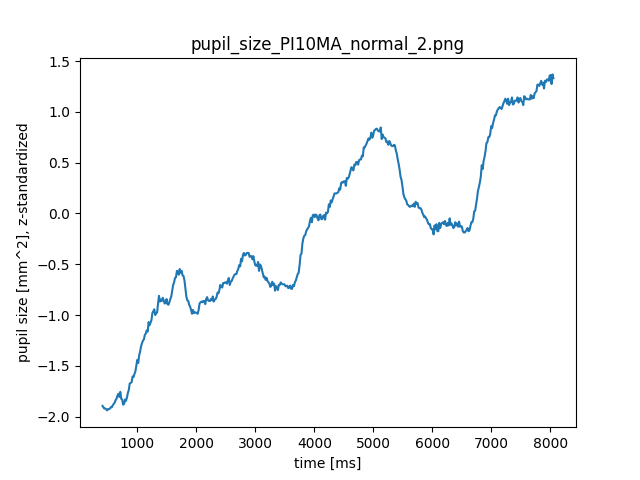 pupil_size_PI10MA_normal_2.png
1.5
1.0
0.5
0.0
−0.5
−1.0
−1.5
−2.0
pupil size [mm^2], z-standardized
1000 2000 3000 4000 5000 6000 7000 8000
time [ms]